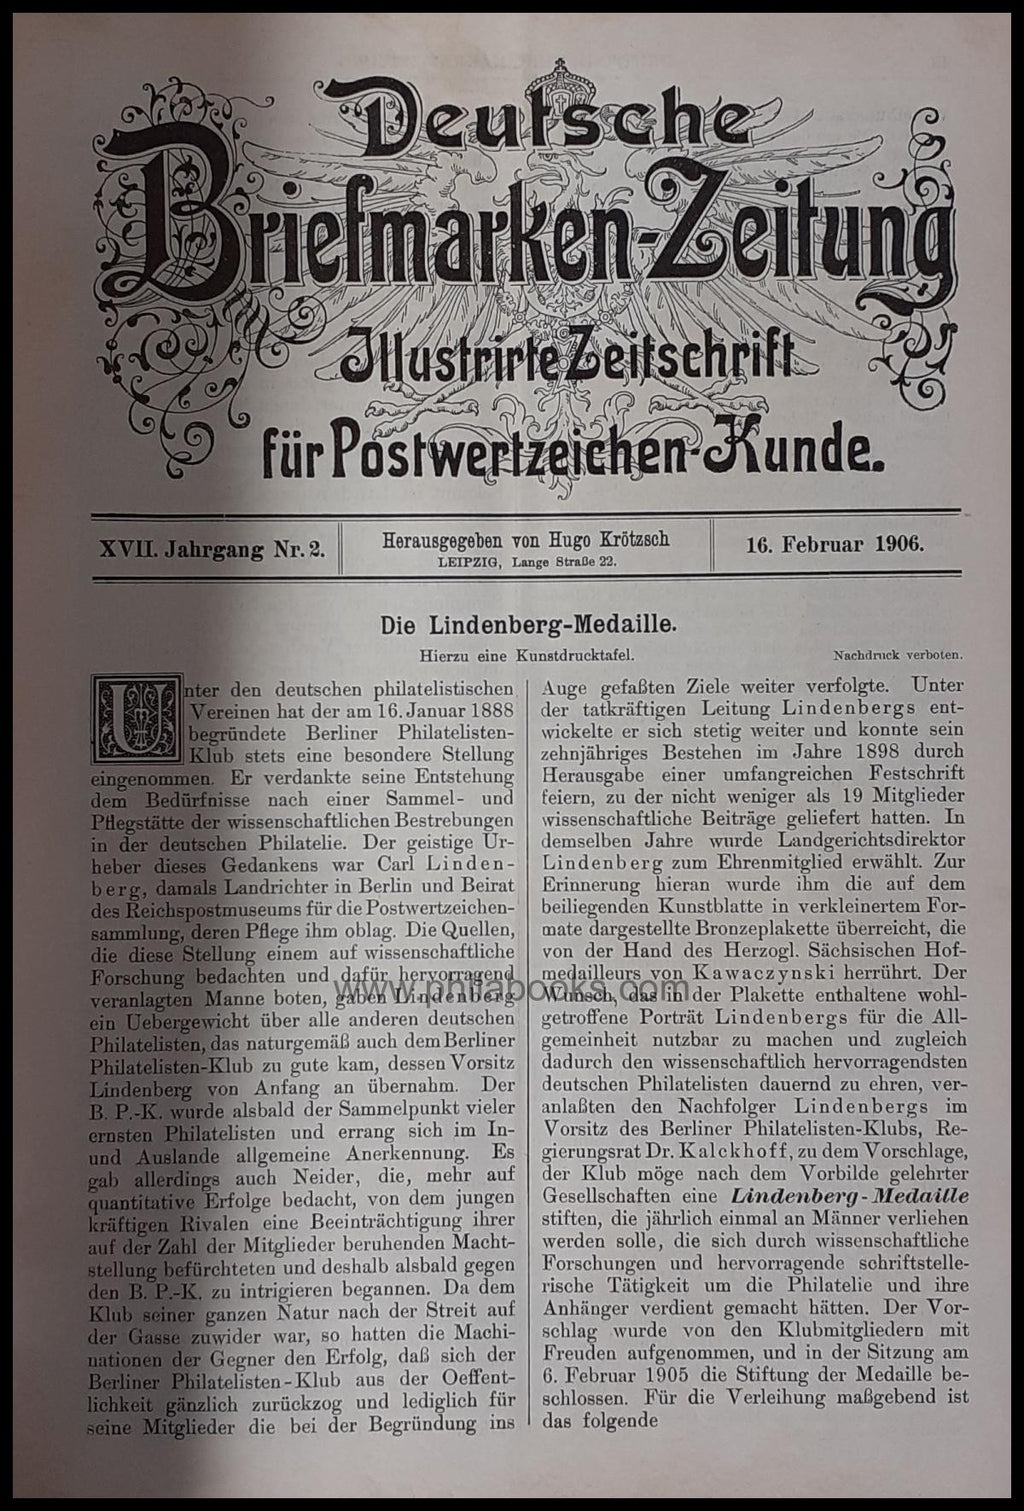 Deutsche
Briefmarken-Zeitung
Illustrirte Zeitschrift
für Postwertzeichen-Kunde.
XVII. Jahrgang Nr. 2.
Herausgegeben von Hugo Krötzsch
LEIPZIG, Lange Straße 22.
16. Februar 1906.
Die Lindenberg-Medaille.
Hierzu eine Kunstdrucktafel.
Nachdruck verboten.
Unter den deutschen philatelistischen
Vereinen hat der am 16. Januar 1888
begründete Berliner Philatelisten-
Klub stets eine besondere Stellung
eingenommen. Er verdankte seine Entstehung
dem Bedürfnisse nach einer Sammel- und
Pflegstätte der wissenschaftlichen Bestrebungen
in der deutschen Philatelie. Der geistige Ur-
heber dieses Gedankens war Carl Linden-
berg, damals Landrichter in Berlin und Beirat
des Reichspostmuseums für die Postwertzeichen-
sammlung, deren Pflege ihm oblag. Die Quellen,
die diese Stellung einem auf wissenschaftliche
Forschung bedachten und dafür hervorragend
veranlagten Manne boten, gaben Lindenberg
ein Uebergewicht über alle anderen deutschen
Philatelisten, das naturgemäß auch dem Berliner
Philatelisten-Klub zu gute kam, dessen Vorsitz
Lindenberg von Anfang an übernahm. Der
B. P.-K. wurde alsbald der Sammelpunkt vieler
ernsten Philatelisten und errang sich im In-
und Auslande allgemeine Anerkennung. Es
gab allerdings auch Neider, die, mehr auf
quantitative Erfolge bedacht, von dem jungen
kräftigen Rivalen eine Beeinträchtigung ihrer
auf der Zahl der Mitglieder beruhenden Macht-
stellung befürchteten und deshalb alsbald gegen
den B. P.-K. zu intrigieren begannen. Da dem
Klub seiner ganzen Natur nach der Streit auf
der Gasse zuwider war, so hatten die Machi-
nationen der Gegner den Erfolg, daß sich der
Berliner Philatelisten-Klub aus der Oeffent-
lichkeit gänzlich zurückzog und lediglich für
seine Mitglieder die bei der Begründung ins
Auge gefaßten Ziele weiter verfolgte. Unter
der tatkräftigen Leitung Lindenbergs ent-
wickelte er sich stetig weiter und konnte sein
zehnjähriges Bestehen im Jahre 1898 durch
Herausgabe einer umfangreichen Festschrift
feiern, zu der nicht weniger als 19 Mitglieder
wissenschaftliche Beiträge geliefert hatten. In
demselben Jahre wurde Landgerichtsdirektor
Lindenberg zum Ehrenmitglied erwählt. Zur
Erinnerung hieran wurde ihm die auf dem
beiliegenden Kunstblatte in verkleinertem For-
mate dargestellte Bronzeplakette überreicht, die
von der Hand des Herzogl. Sächsischen Hof-
medailleurs von Kawaczynski herrührt. Der
Wunsch, das in der Plakette enthaltene wohl-
getroffene Porträt Lindenbergs für die All-
gemeinheit nutzbar zu machen und zugleich
dadurch den wissenschaftlich hervorragendsten
deutschen Philatelisten dauernd zu ehren, ver-
anlaßten den Nachfolger Lindenbergs im
Vorsitz des Berliner Philatelisten-Klubs, Re-
gierungsrat Dr. Kalckhoff, zu dem Vorschlage,
der Klub möge nach dem Vorbilde gelehrter
Gesellschaften eine Lindenberg-Medaille
stiften, die jährlich einmal an Männer verliehen
werden solle, die sich durch wissenschaftliche
Forschungen und hervorragende schriftstelle-
rische Tätigkeit um die Philatelie und ihre
Anhänger verdient gemacht hätten. Der Vor-
schlag wurde von den Klubmitgliedern mit
Freuden aufgenommen, und in der Sitzung am
6. Februar 1905 die Stiftung der Medaille be-
schlossen. Für die Verleihung maßgebend ist
das folgende
www.philabooks.com